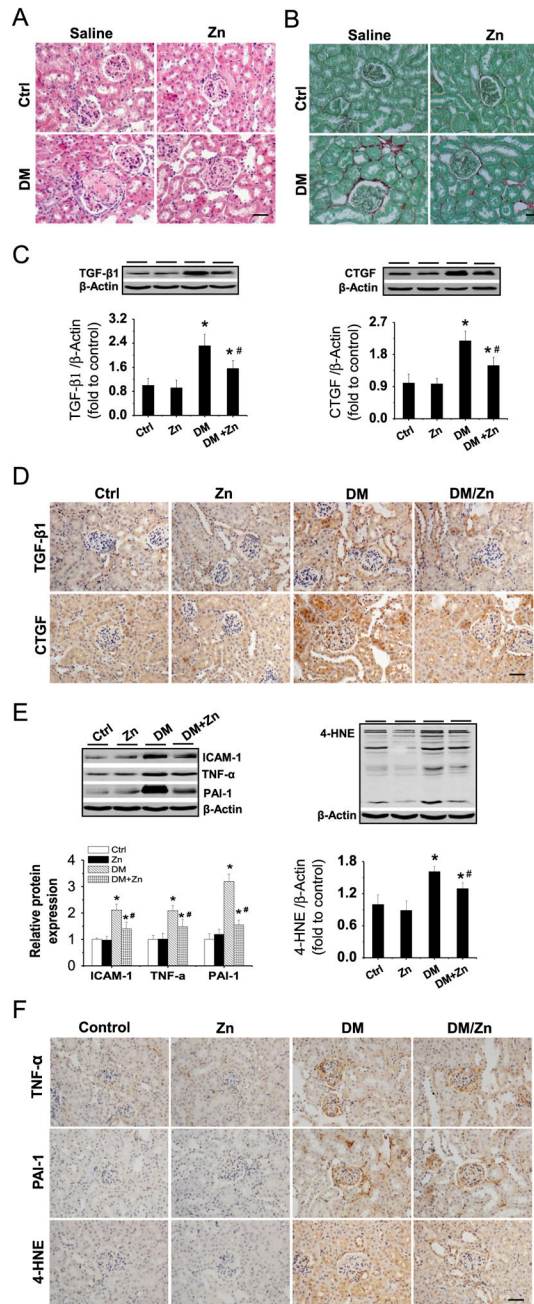 A
Saline Zn
Ctrl
DM
B
Saline Zn
Ctrl
DM
C
TGF-β1
β-Actin
TGF-β1 /β-Actin
(fold to control)
3.2
2.4
1.6
0.8
0.0
*
* #
Ctrl Zn DM DM +Zn
CTGF
β-Actin
CTGF /β-Actin
(fold to control)
2.7
1.8
0.9
0.0
*
* #
Ctrl Zn DM DM +Zn
D
Ctrl Zn DM DM/Zn
TGF-β1
CTGF
E
Ctrl Zn DM DM+Zn
ICAM-1
TNF-α
PAI-1
β-Actin
Relative protein
expression
4
3
2
1
0
Ctrl
Zn
DM
DM+Zn
*
*#
*
*#
*
*#
ICAM-1 TNF-a PAI-1
4-HNE
β-Actin
4-HNE /β-Actin
(fold to control)
1.8
1.2
0.6
0.0
*
*#
Ctrl Zn DM DM+Zn
F
Control Zn DM DM/Zn
TNF-α
PAI-1
4-HNE